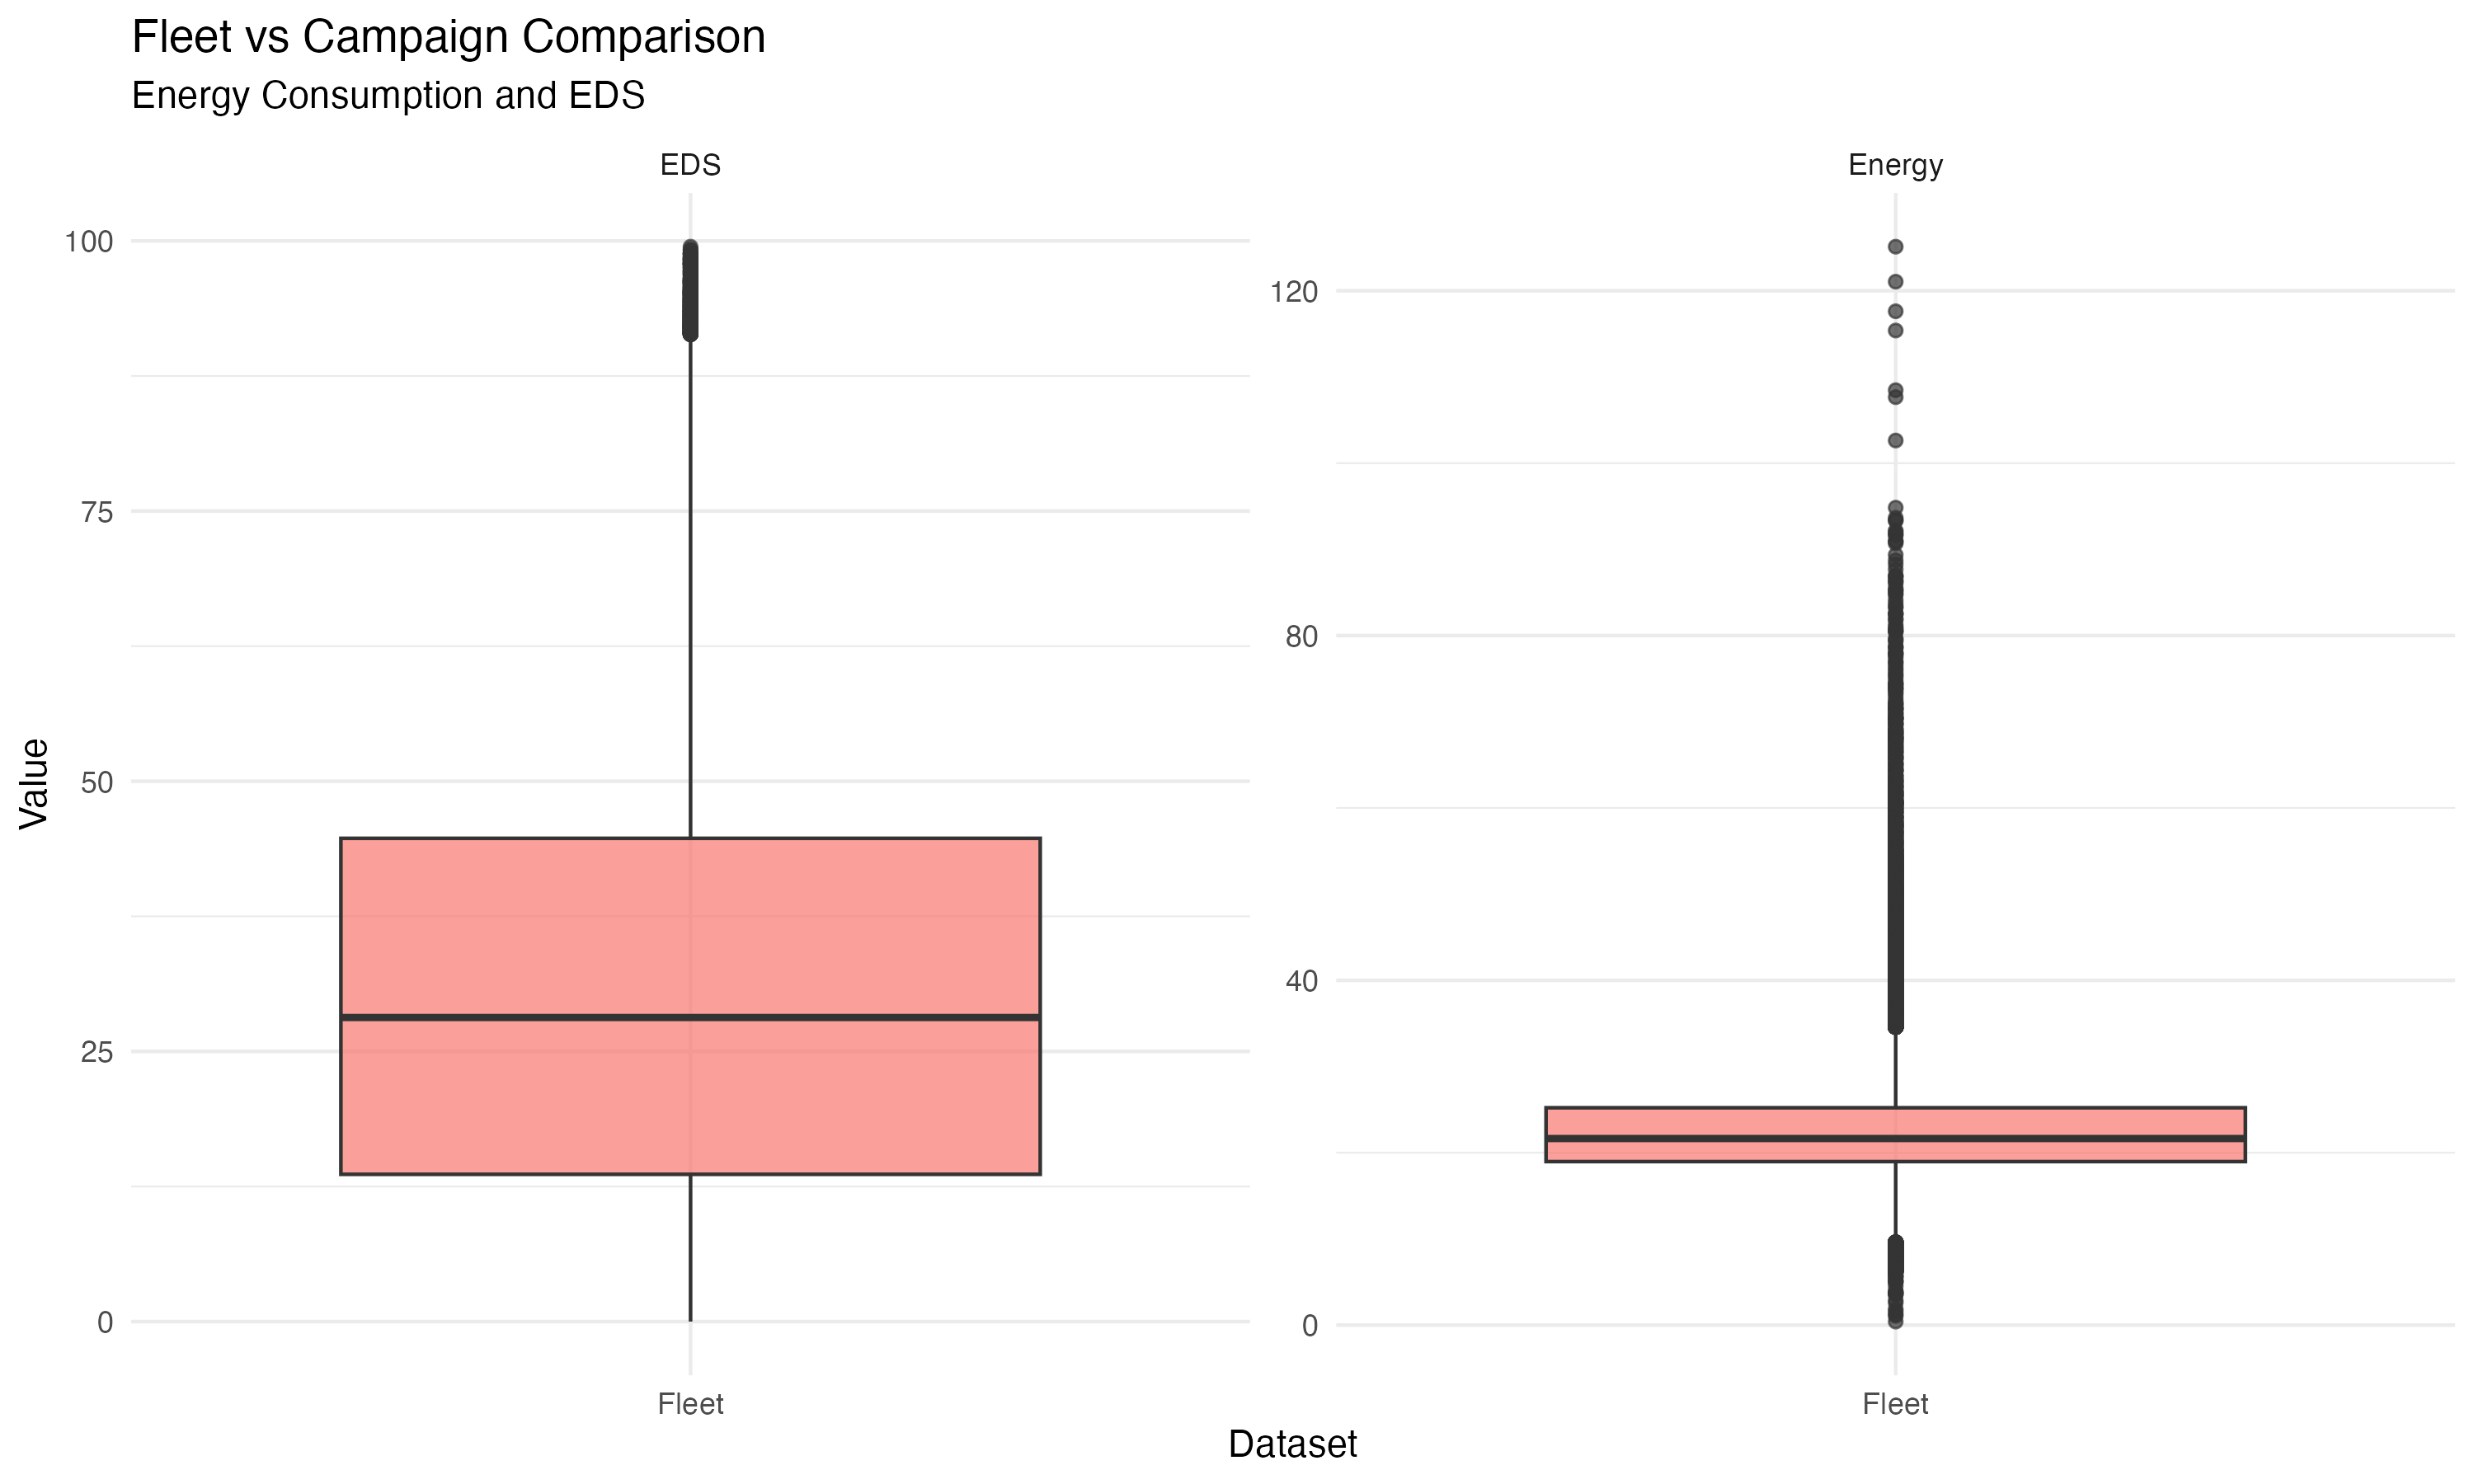 Fleet vs Campaign Comparison
Energy Consumption and EDS
EDS
Energy
Value
100
75
50
25
0
120
80
40
0
Fleet
Fleet
Dataset